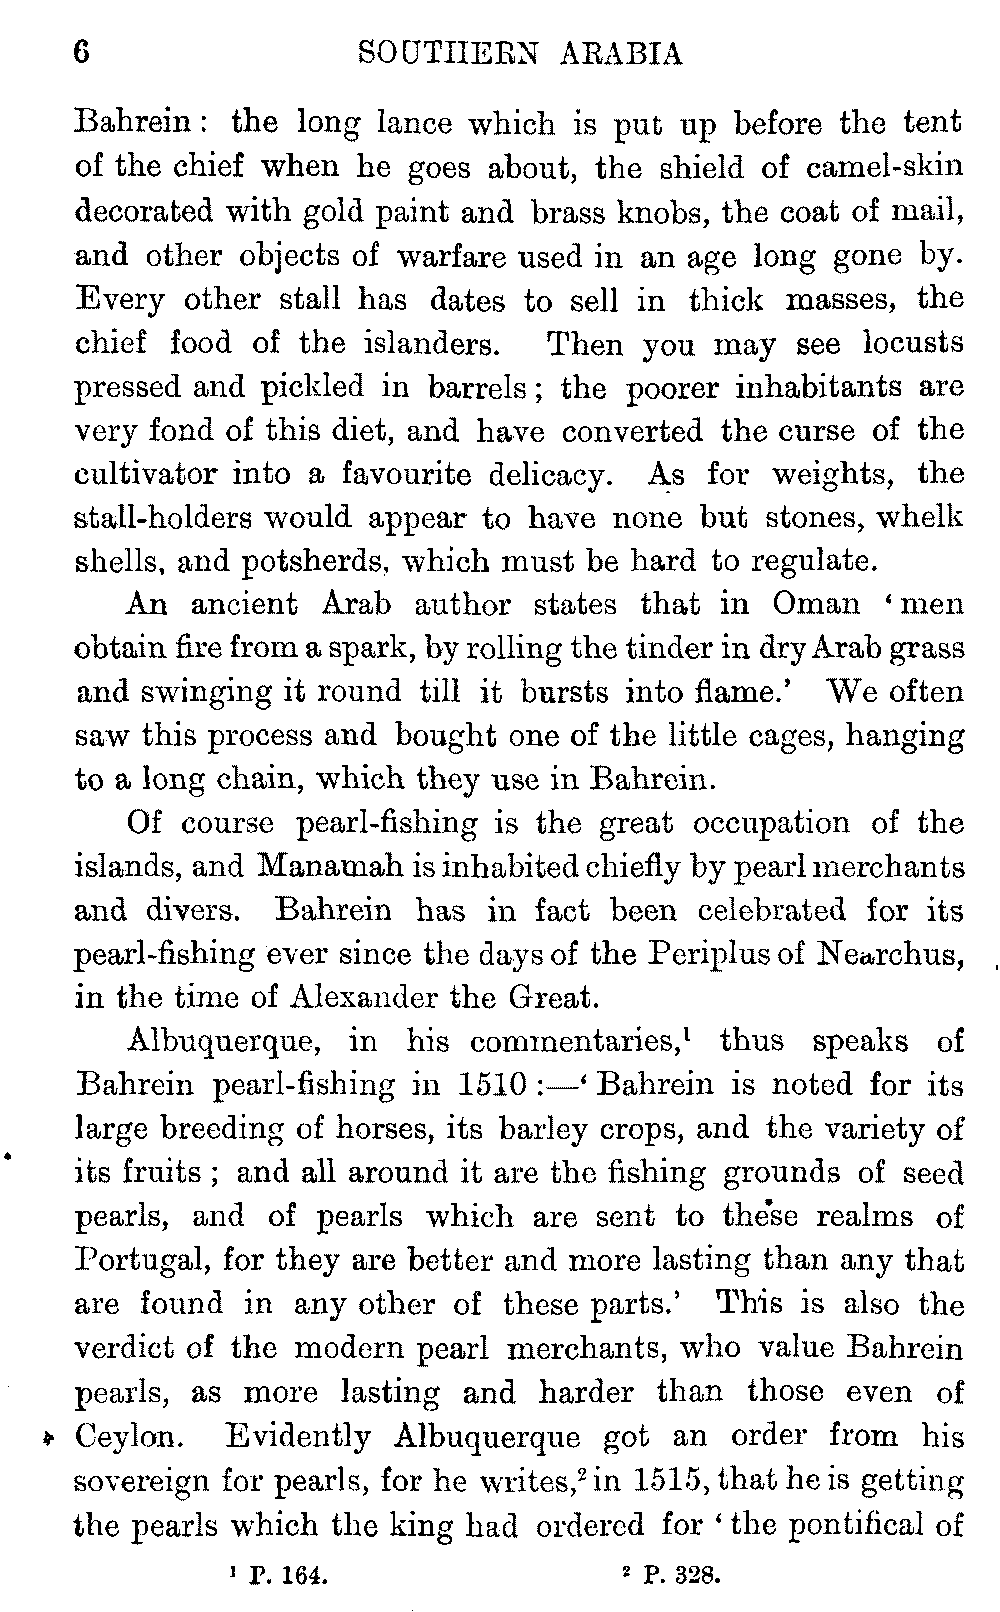 6 SOUTHERN ARABIA
Bahrein : the long lance which is put up before the tent
of the chief when he goes about, the shield of camel-skin
decorated with gold paint and brass knobs, the coat of mail,
and other objects of warfare used in an age long gone by.
Every other stall has dates to sell in thick masses, the
chief food of the islanders. Then you may see locusts
pressed and pickled in barrels ; the poorer inhabitants are
very fond of this diet, and have converted the curse of the
cultivator into a favourite delicacy. As for weights, the
stall-holders would appear to have none but stones, whelk
shells, and potsherds, which must be hard to regulate.
An ancient Arab author states that in Oman ‘ men
obtain fire from a spark, by rolling the tinder in dry Arab grass
and swinging it round till it bursts into flame.’ We often
saw this process and bought one of the little cages, hanging
to a long chain, which they use in Bahrein.
Of course pearl-fishing is the great occupation of the
islands, and Manamah is inhabited chiefly by pearl merchants
and divers. Bahrein has in fact been celebrated for its
pearl-fishing ever since the days of the Periplus of Nearchus,
in the time of Alexander the Great.
Albuquerque, in his commentaries,¹ thus speaks of
Bahrein pearl-fishing in 1510 :—‘ Bahrein is noted for its
large breeding of horses, its barley crops, and the variety of
its fruits ; and all around it are the fishing grounds of seed
pearls, and of pearls which are sent to these realms of
Portugal, for they are better and more lasting than any that
are found in any other of these parts.’ This is also the
verdict of the modern pearl merchants, who value Bahrein
pearls, as more lasting and harder than those even of
Ceylon. Evidently Albuquerque got an order from his
sovereign for pearls, for he writes,² in 1515, that he is getting
the pearls which the king had ordered for ‘ the pontifical of
¹ P. 164. ² P. 328.